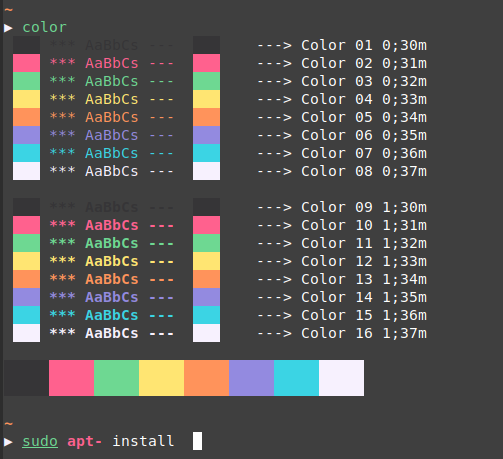 ~
▶ color
*** AaBbCs --- ---> Color 01 0;30m
*** AaBbCs --- ---> Color 02 0;31m
*** AaBbCs --- ---> Color 03 0;32m
*** AaBbCs --- ---> Color 04 0;33m
*** AaBbCs --- ---> Color 05 0;34m
*** AaBbCs --- ---> Color 06 0;35m
*** AaBbCs --- ---> Color 07 0;36m
*** AaBbCs --- ---> Color 08 0;37m
*** AaBbCs --- ---> Color 09 1;30m
*** AaBbCs --- ---> Color 10 1;31m
*** AaBbCs --- ---> Color 11 1;32m
*** AaBbCs --- ---> Color 12 1;33m
*** AaBbCs --- ---> Color 13 1;34m
*** AaBbCs --- ---> Color 14 1;35m
*** AaBbCs --- ---> Color 15 1;36m
*** AaBbCs --- ---> Color 16 1;37m
~
▶ sudo apt- install